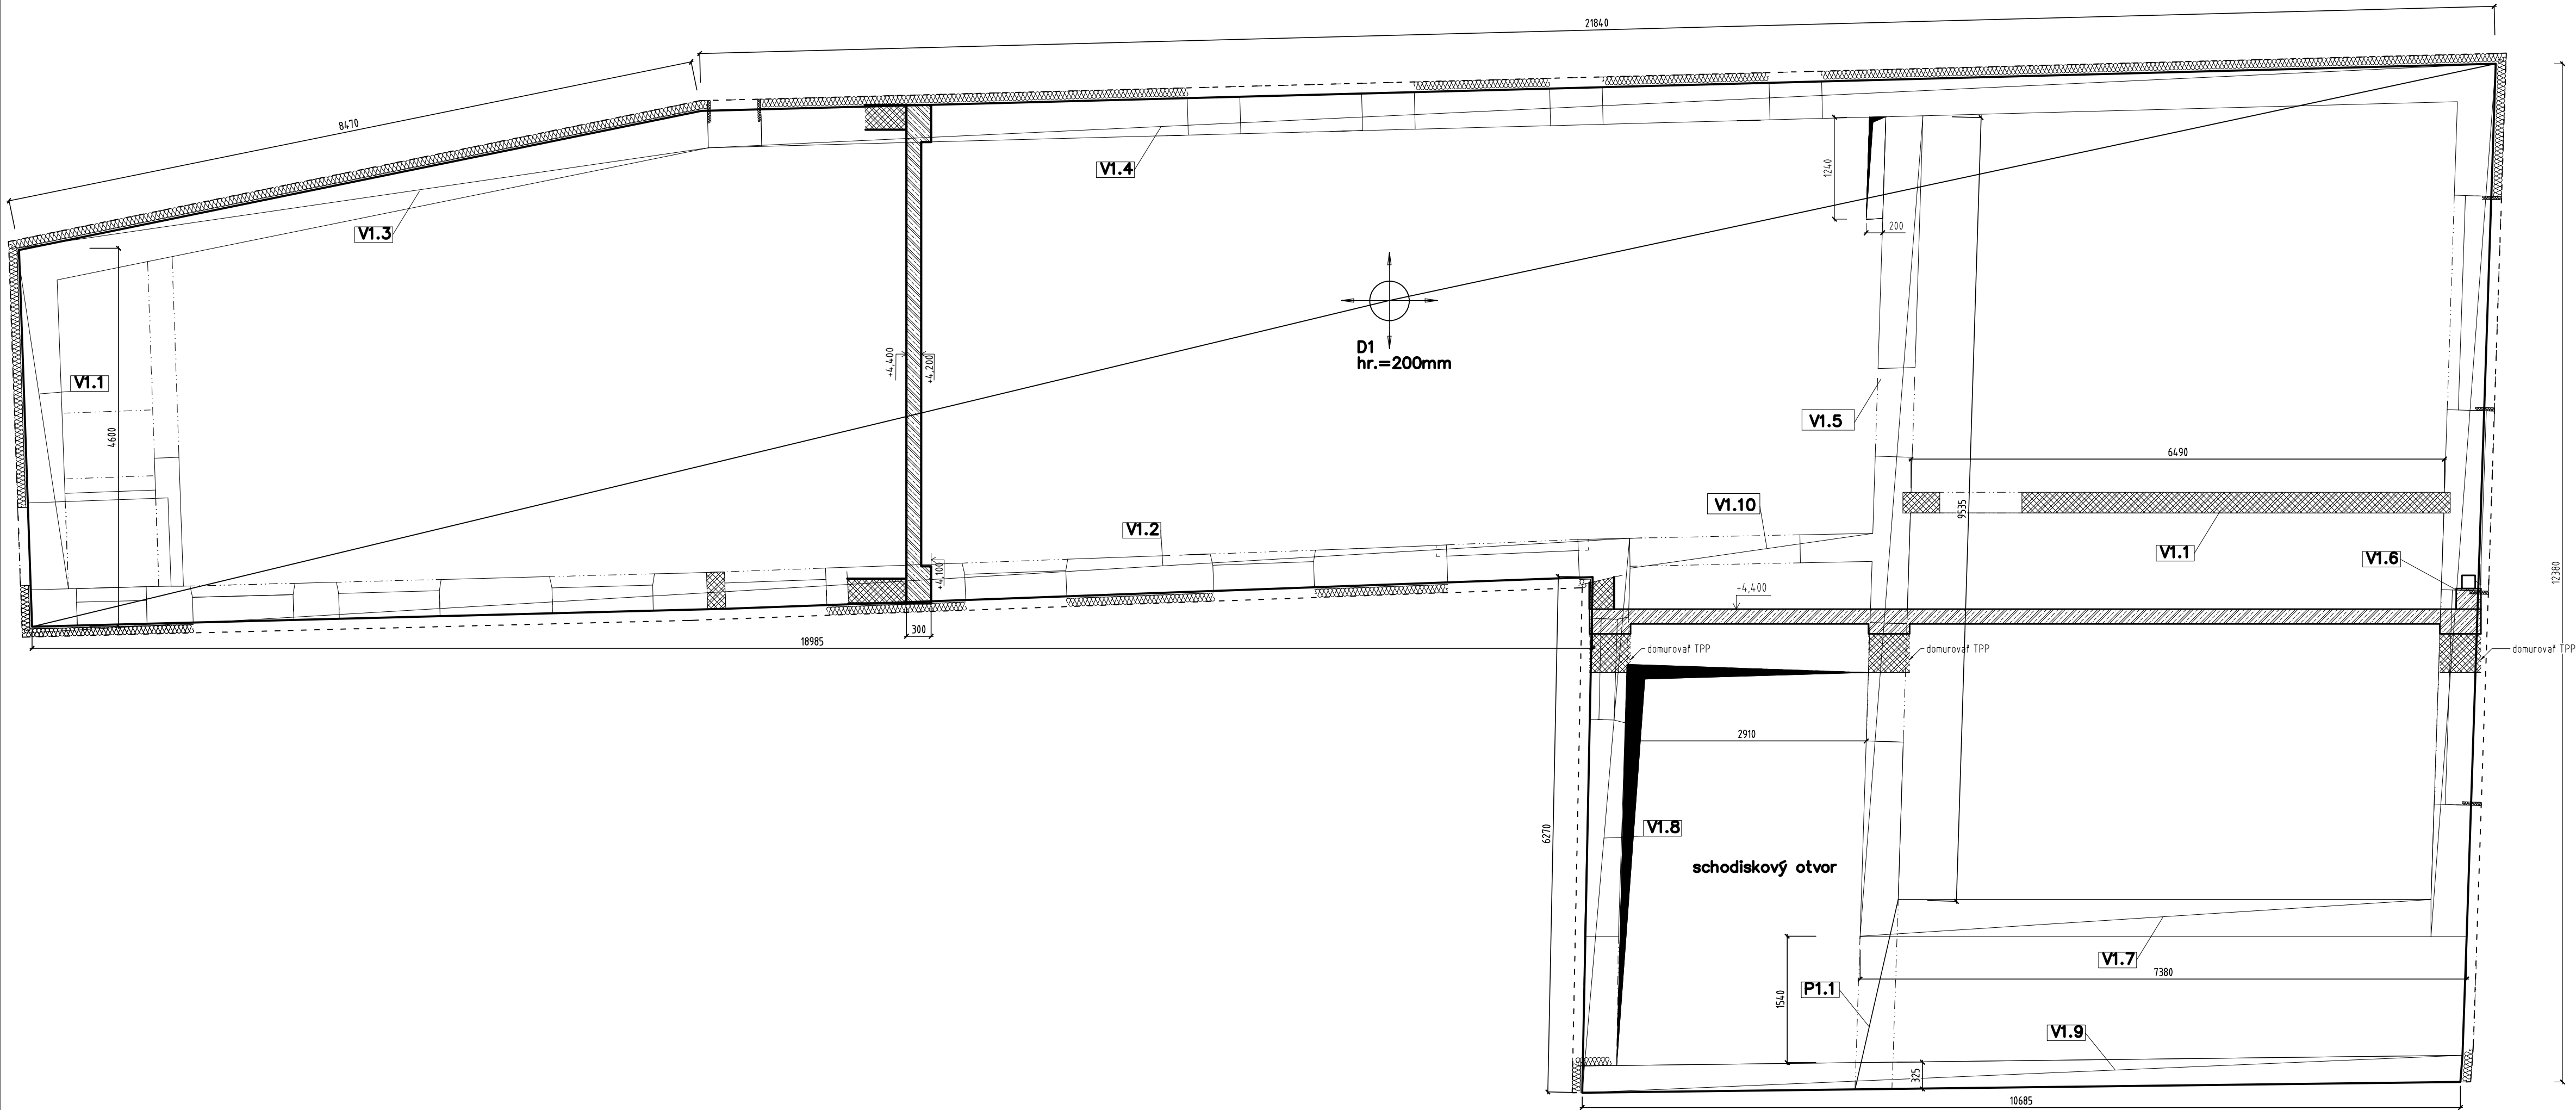 21840
8470
V1.4
1240
200
V1.3
D1
hr.=200mm
+4,400
+4,200
V1.1
4600
V1.5
6490
9535
V1.10
V1.2
V1.1
V1.6
12380
+4,100
+4,400
300
18985
domurovať TPP
domurovať TPP
domurovať TPP
2910
6270
V1.8
schodiskový otvor
V1.7
7380
P1.1
1540
V1.9
325
10685